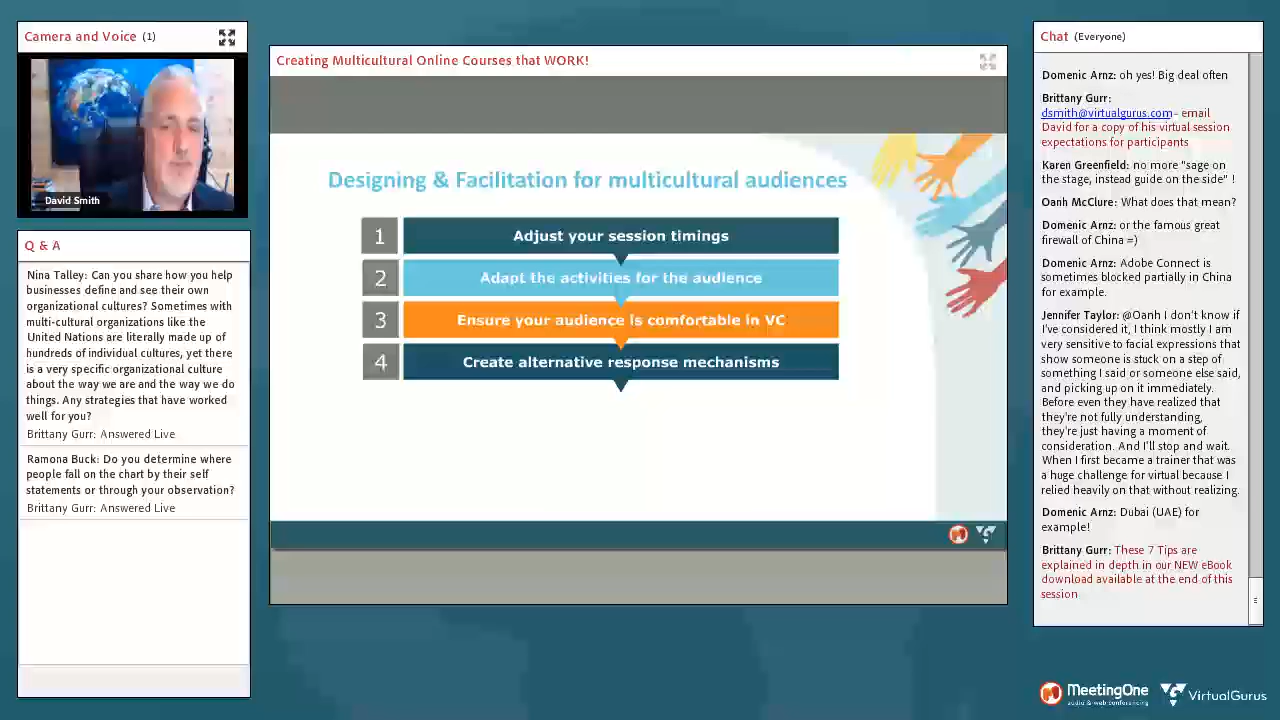 Camera and Voice (1)
David Smith
Q & A
Nina Talley: Can you share how you help
businesses define and see their own
organizational cultures? Sometimes with
multi-cultural organizations like the
United Nations are literally made up of
hundreds of individual cultures, yet there
is a very specific organizational culture
about the way we are and the way we do
things. Any strategies that have worked
well for you?
Brittany Gurr: Answered Live
Ramona Buck: Do you determine where
people fall on the chart by their self
statements or through your observation?
Brittany Gurr: Answered Live
Creating Multicultural Online Courses that WORK!
Designing & Facilitation for multicultural audiences
1 Adjust your session timings
2 Adapt the activities for the audience
3 Ensure your audience is comfortable in VC
4 Create alternative response mechanisms
Chat (Everyone)
Domenic Arnz: oh yes! Big deal often
Brittany Gurr:
dsmith@virtualgurus.com- email
David for a copy of his virtual session
expectations for participants
Karen Greenfield: no more "sage on
the stage, instead guide on the side" !
Oanh McClure: What does that mean?
Domenic Arnz: or the famous great
firewall of China =)
Domenic Arnz: Adobe Connect is
sometimes blocked partially in China
for example.
Jennifer Taylor: @Oanh I don't know if
I've considered it, I think mostly I am
very sensitive to facial expressions that
show someone is stuck on a step of
something I said or someone else said,
and picking up on it immediately.
Before even they have realized that
they're not fully understanding,
they're just having a moment of
consideration. And I'll stop and wait.
When I first became a trainer that was
a huge challenge for virtual because I
relied heavily on that without realizing.
Domenic Arnz: Dubai (UAE) for
example!
Brittany Gurr: These 7 Tips are
explained in depth in our NEW eBook
download available at the end of this
session
MeetingOne
audio & web conferencing
VirtualGurus